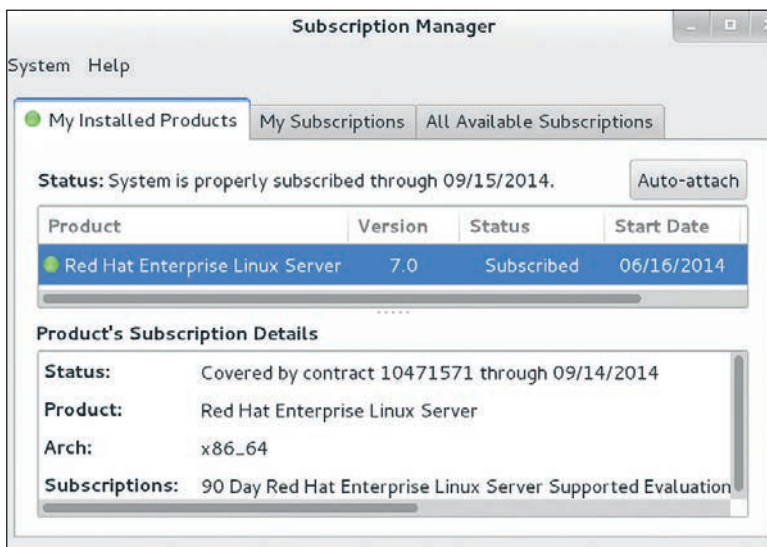 Subscription Manager
System Help
My Installed Products My Subscriptions All Available Subscriptions
Status: System is properly subscribed through 09/15/2014. Auto-attach
Product Version Status Start Date
Red Hat Enterprise Linux Server 7.0 Subscribed 06/16/2014
Product's Subscription Details
Status: Covered by contract 10471571 through 09/14/2014
Product: Red Hat Enterprise Linux Server
Arch: x86_64
Subscriptions: 90 Day Red Hat Enterprise Linux Server Supported Evaluation